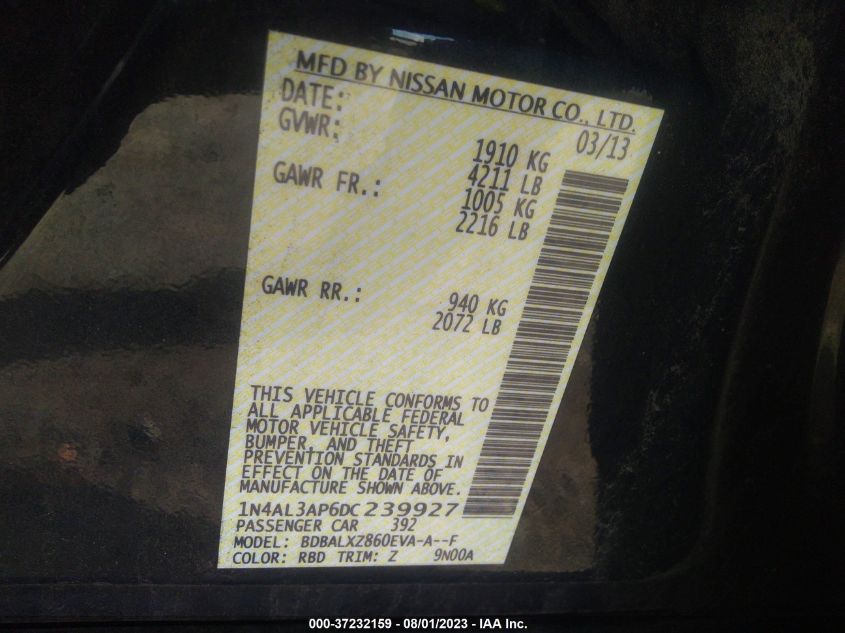 MFD BY NISSAN MOTOR CO., LTD.
DATE: 03/13
GVWR: 1910 KG
4211 LB
GAWR FR.: 1005 KG
2216 LB
GAWR RR.: 940 KG
2072 LB
THIS VEHICLE CONFORMS TO
ALL APPLICABLE FEDERAL
MOTOR VEHICLE SAFETY,
BUMPER, AND THEFT
PREVENTION STANDARDS IN
EFFECT ON THE DATE OF
MANUFACTURE SHOWN ABOVE.
1N4AL3AP6DC239927
PASSENGER CAR 392
MODEL: BDBALXZ860EVA-A--F
COLOR: RBD TRIM: Z 9N00A
000-37232159 - 08/01/2023 - IAA Inc.